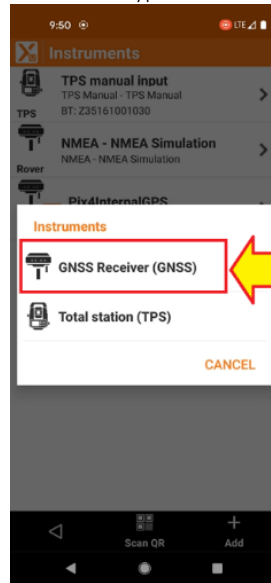 9:50
LTE
Instruments
TPS manual input
TPS Manual - TPS Manual
BT: Z35161001030
TPS
NMEA - NMEA Simulation
NMEA - NMEA Simulation
Rover
Pix4InternalGPS
Instruments
GNSS Receiver (GNSS)
Total station (TPS)
CANCEL
Scan QR
Add